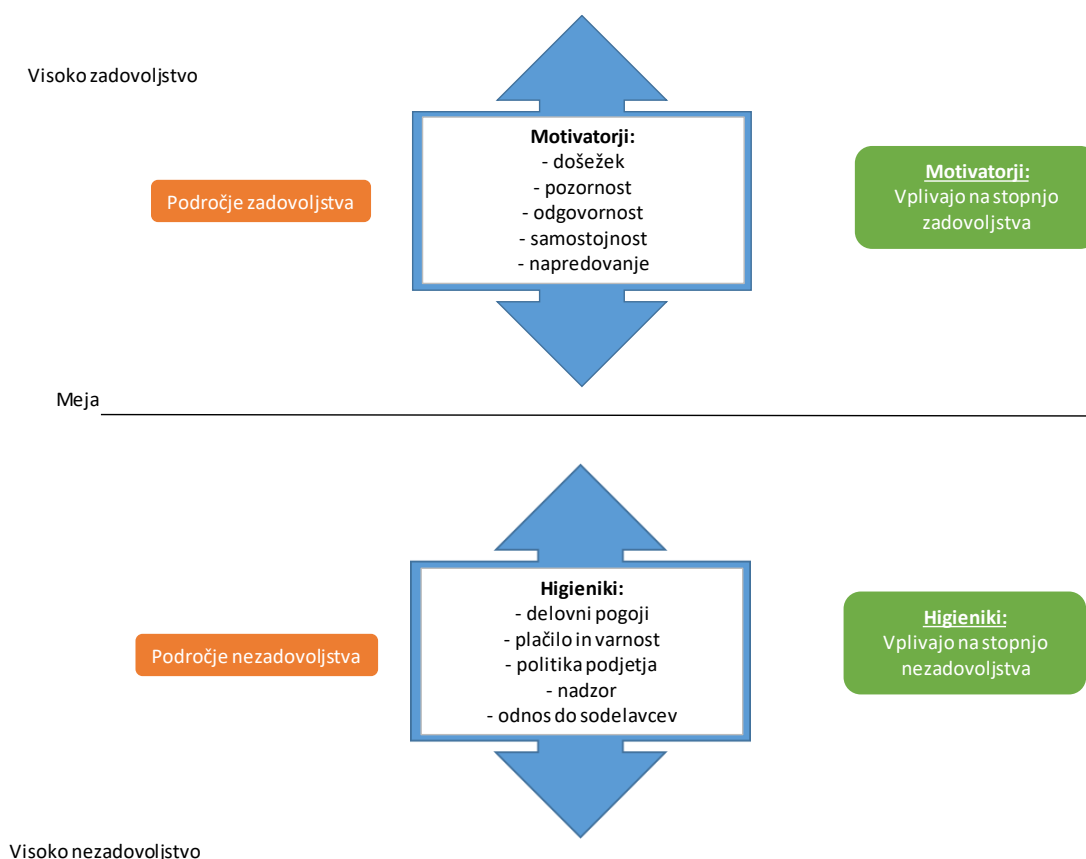 Visoko zadovoljstvo
Motivatorji:
- došežek
- pozornost
- odgovornost
- samostojnost
- napredovanje
Področje zadovoljstva
Motivatorji:
Vplivajo na stopnjo
zadovoljstva
Meja
Higieniki:
- delovni pogoji
- plačilo in varnost
- politika podjetja
- nadzor
- odnos do sodelavcev
Področje nezadovoljstva
Higieniki:
Vplivajo na stopnjo
nezadovoljstva
Visoko nezadovoljstvo